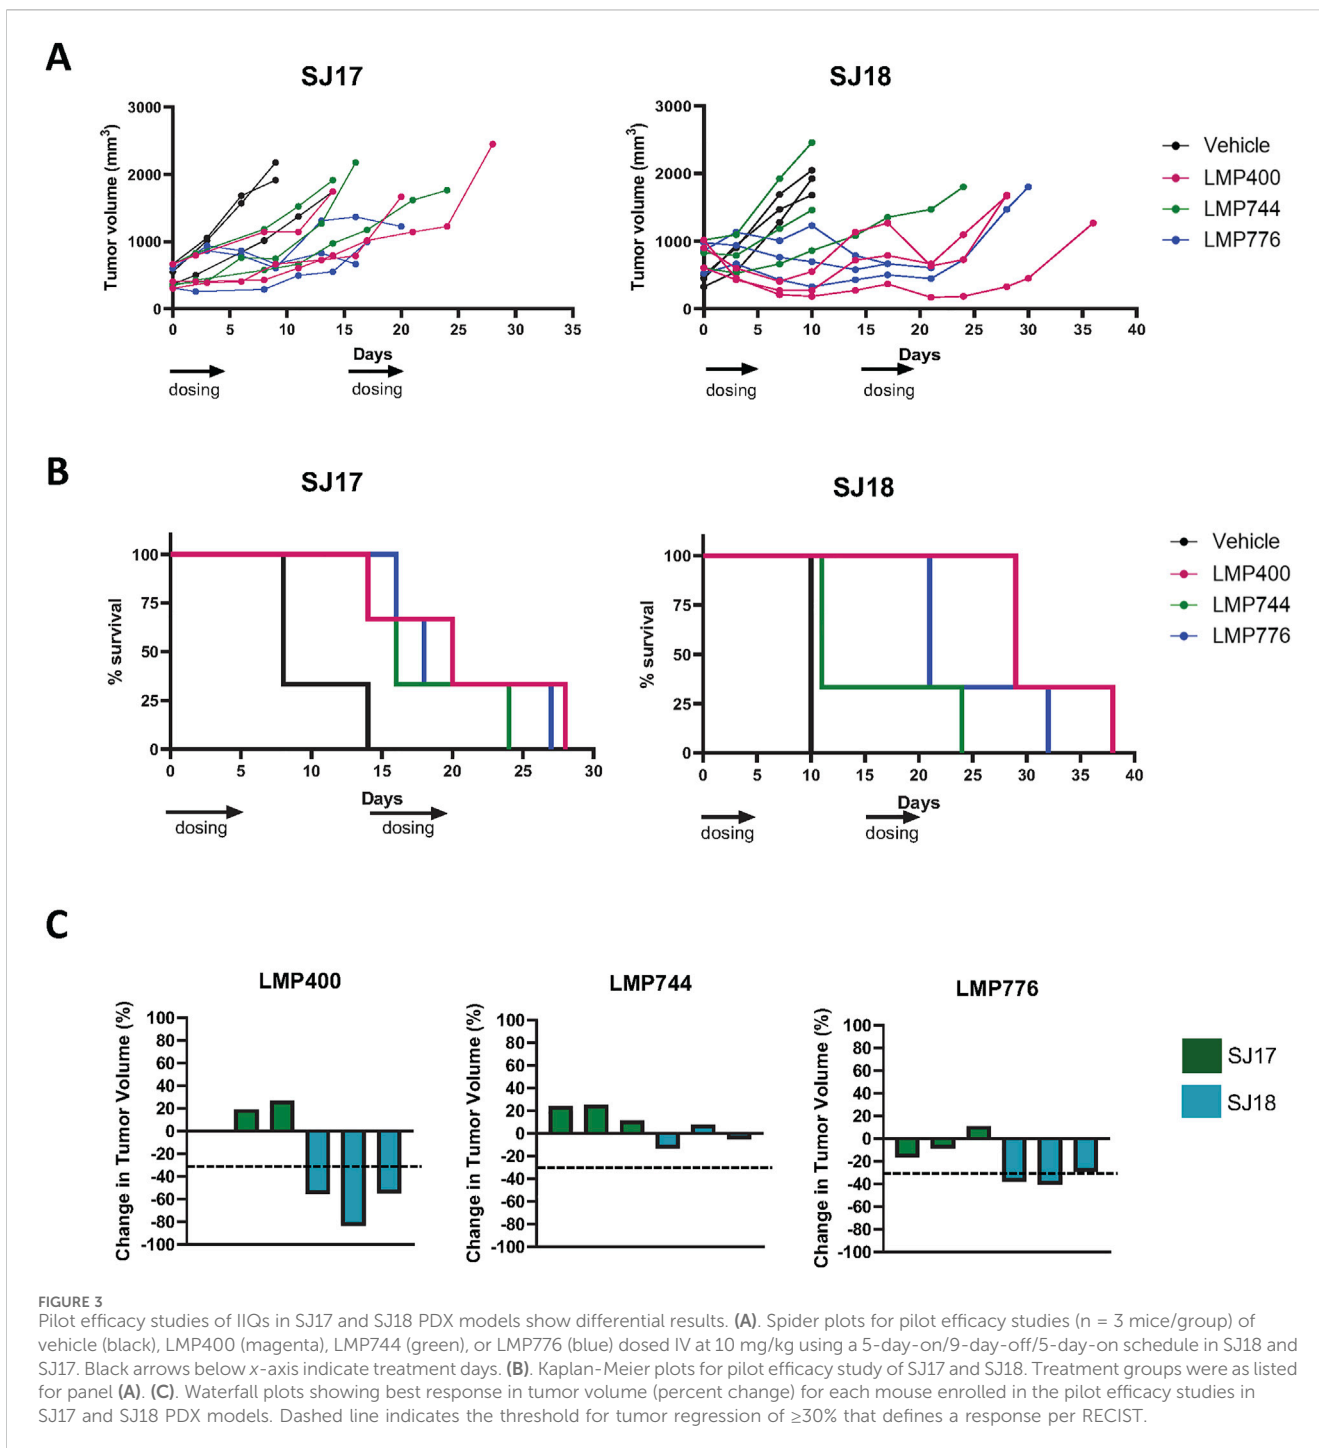 A
SJ17
SJ18
Tumor volume (mm³)
3000
2000
1000
0
0 5 10 15 20 25 30 35
Days
dosing
dosing
Tumor volume (mm³)
3000
2000
1000
0
0 5 10 15 20 25 30 35 40
Days
dosing
dosing
Vehicle
LMP400
LMP744
LMP776
B
SJ17
SJ18
% survival
100
75
50
25
0
0 5 10 15 20 25 30
Days
dosing
dosing
% survival
100
75
50
25
0
0 5 10 15 20 25 30 35 40
Days
dosing
dosing
Vehicle
LMP400
LMP744
LMP776
C
LMP400
Change in Tumor Volume (%)
100
80
60
40
20
0
-20
-40
-60
-80
-100
LMP744
Change in Tumor Volume (%)
100
80
60
40
20
0
-20
-40
-60
-80
-100
LMP776
Change in Tumor Volume (%)
100
80
60
40
20
0
-20
-40
-60
-80
-100
SJ17
SJ18
FIGURE 3
Pilot efficacy studies of IIQs in SJ17 and SJ18 PDX models show differential results. (A). Spider plots for pilot efficacy studies (n = 3 mice/group) of
vehicle (black), LMP400 (magenta), LMP744 (green), or LMP776 (blue) dosed IV at 10 mg/kg using a 5-day-on/9-day-off/5-day-on schedule in SJ18 and
SJ17. Black arrows below x-axis indicate treatment days. (B). Kaplan-Meier plots for pilot efficacy study of SJ17 and SJ18. Treatment groups were as listed
for panel (A). (C). Waterfall plots showing best response in tumor volume (percent change) for each mouse enrolled in the pilot efficacy studies in
SJ17 and SJ18 PDX models. Dashed line indicates the threshold for tumor regression of ≥30% that defines a response per RECIST.